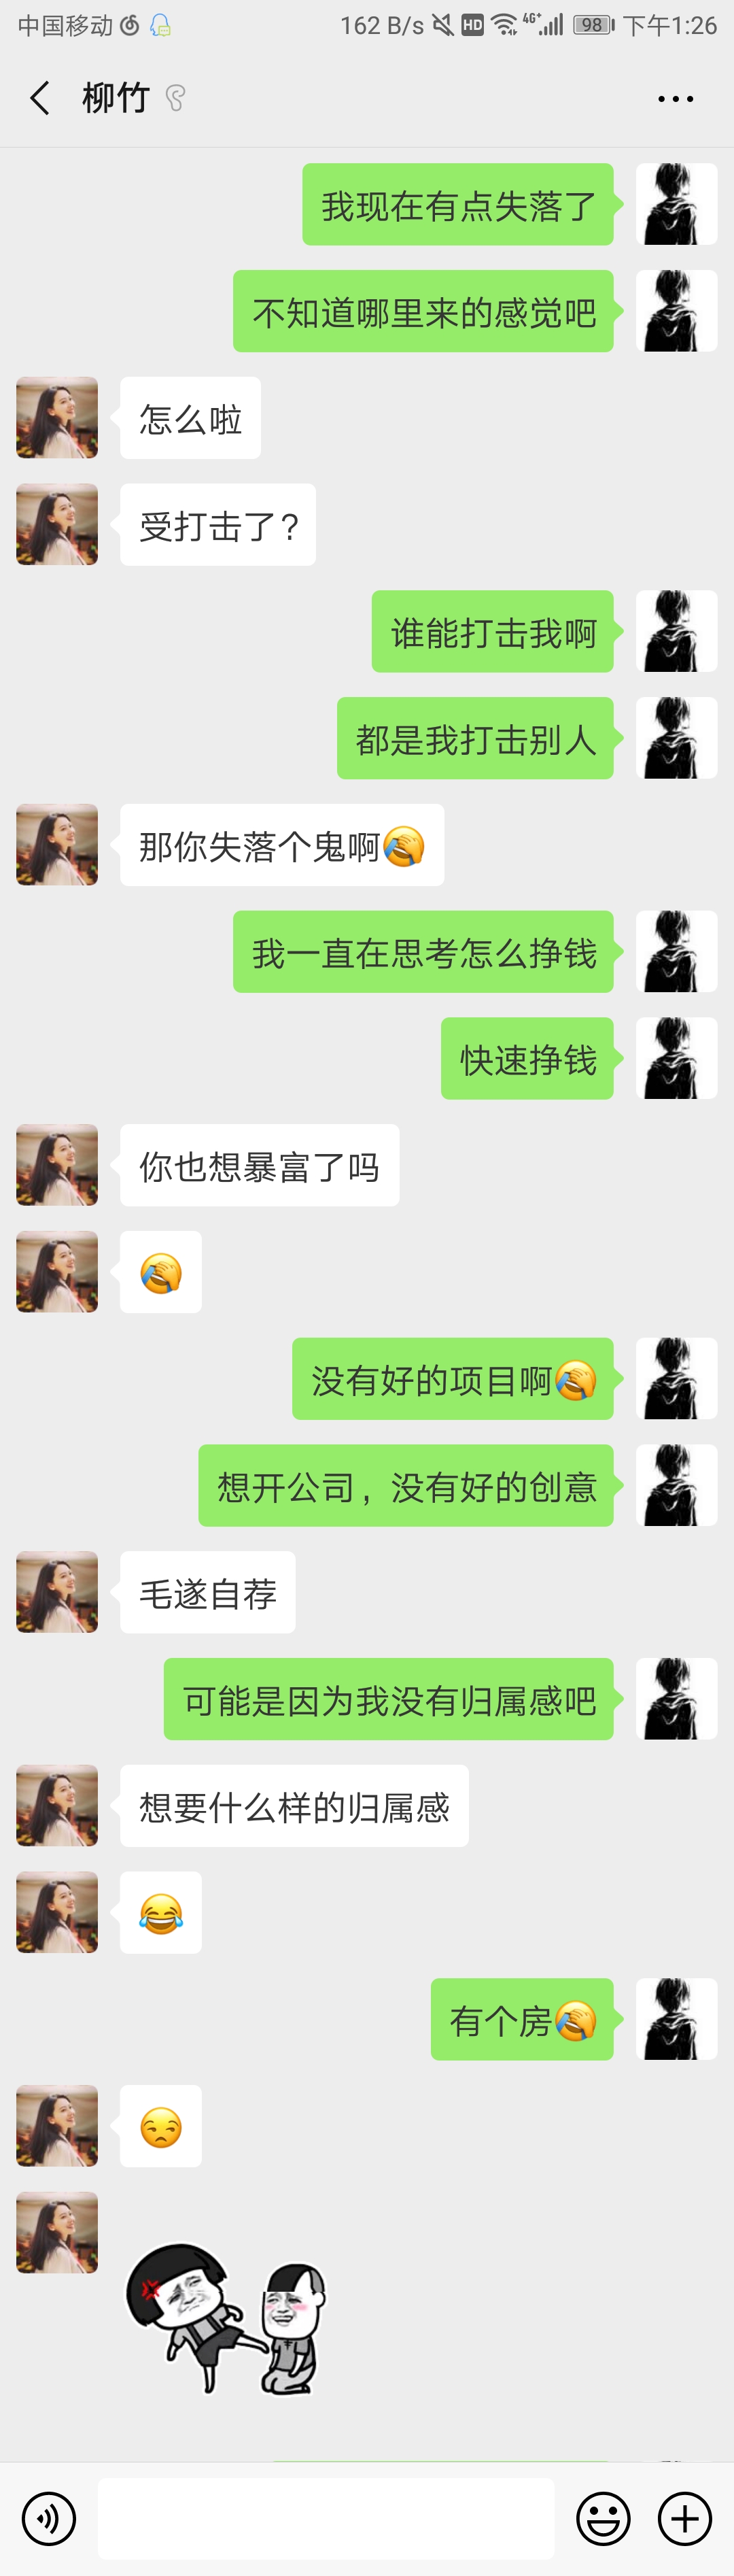 中国移动 162 B/s HD 4G+ 98 下午1:26
柳竹
我现在有点失落了
不知道哪里来的感觉吧
怎么啦
受打击了？
谁能打击我啊
都是我打击别人
那你失落个鬼啊🤣
我一直在思考怎么挣钱
快速挣钱
你也想暴富了吗
没有好的项目啊
想开公司，没有好的创意
毛遂自荐
可能是因为我没有归属感吧
想要什么样的归属感
有个房